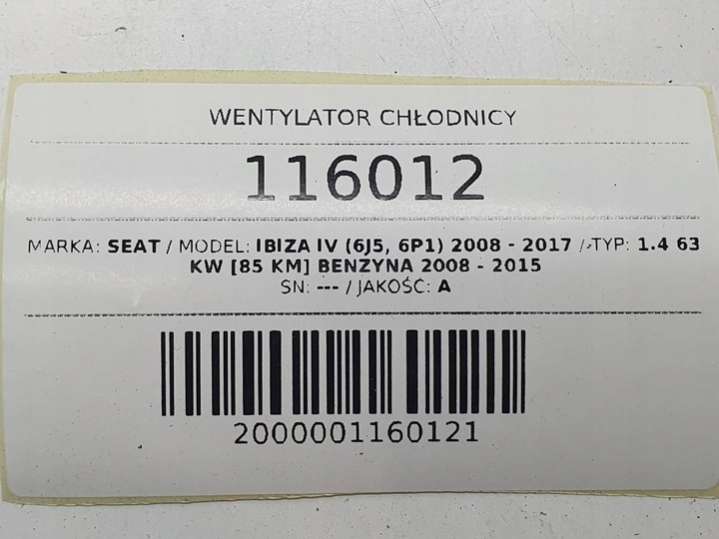 WENTYLATOR CHŁODNICY
116012
MARKA: SEAT / MODEL: IBIZA IV (6J5, 6P1) 2008 - 2017 / TYP: 1.4 63
KW [85 KM] BENZYNA 2008 - 2015
SN: --- / JAKOŚĆ: A
2000001160121